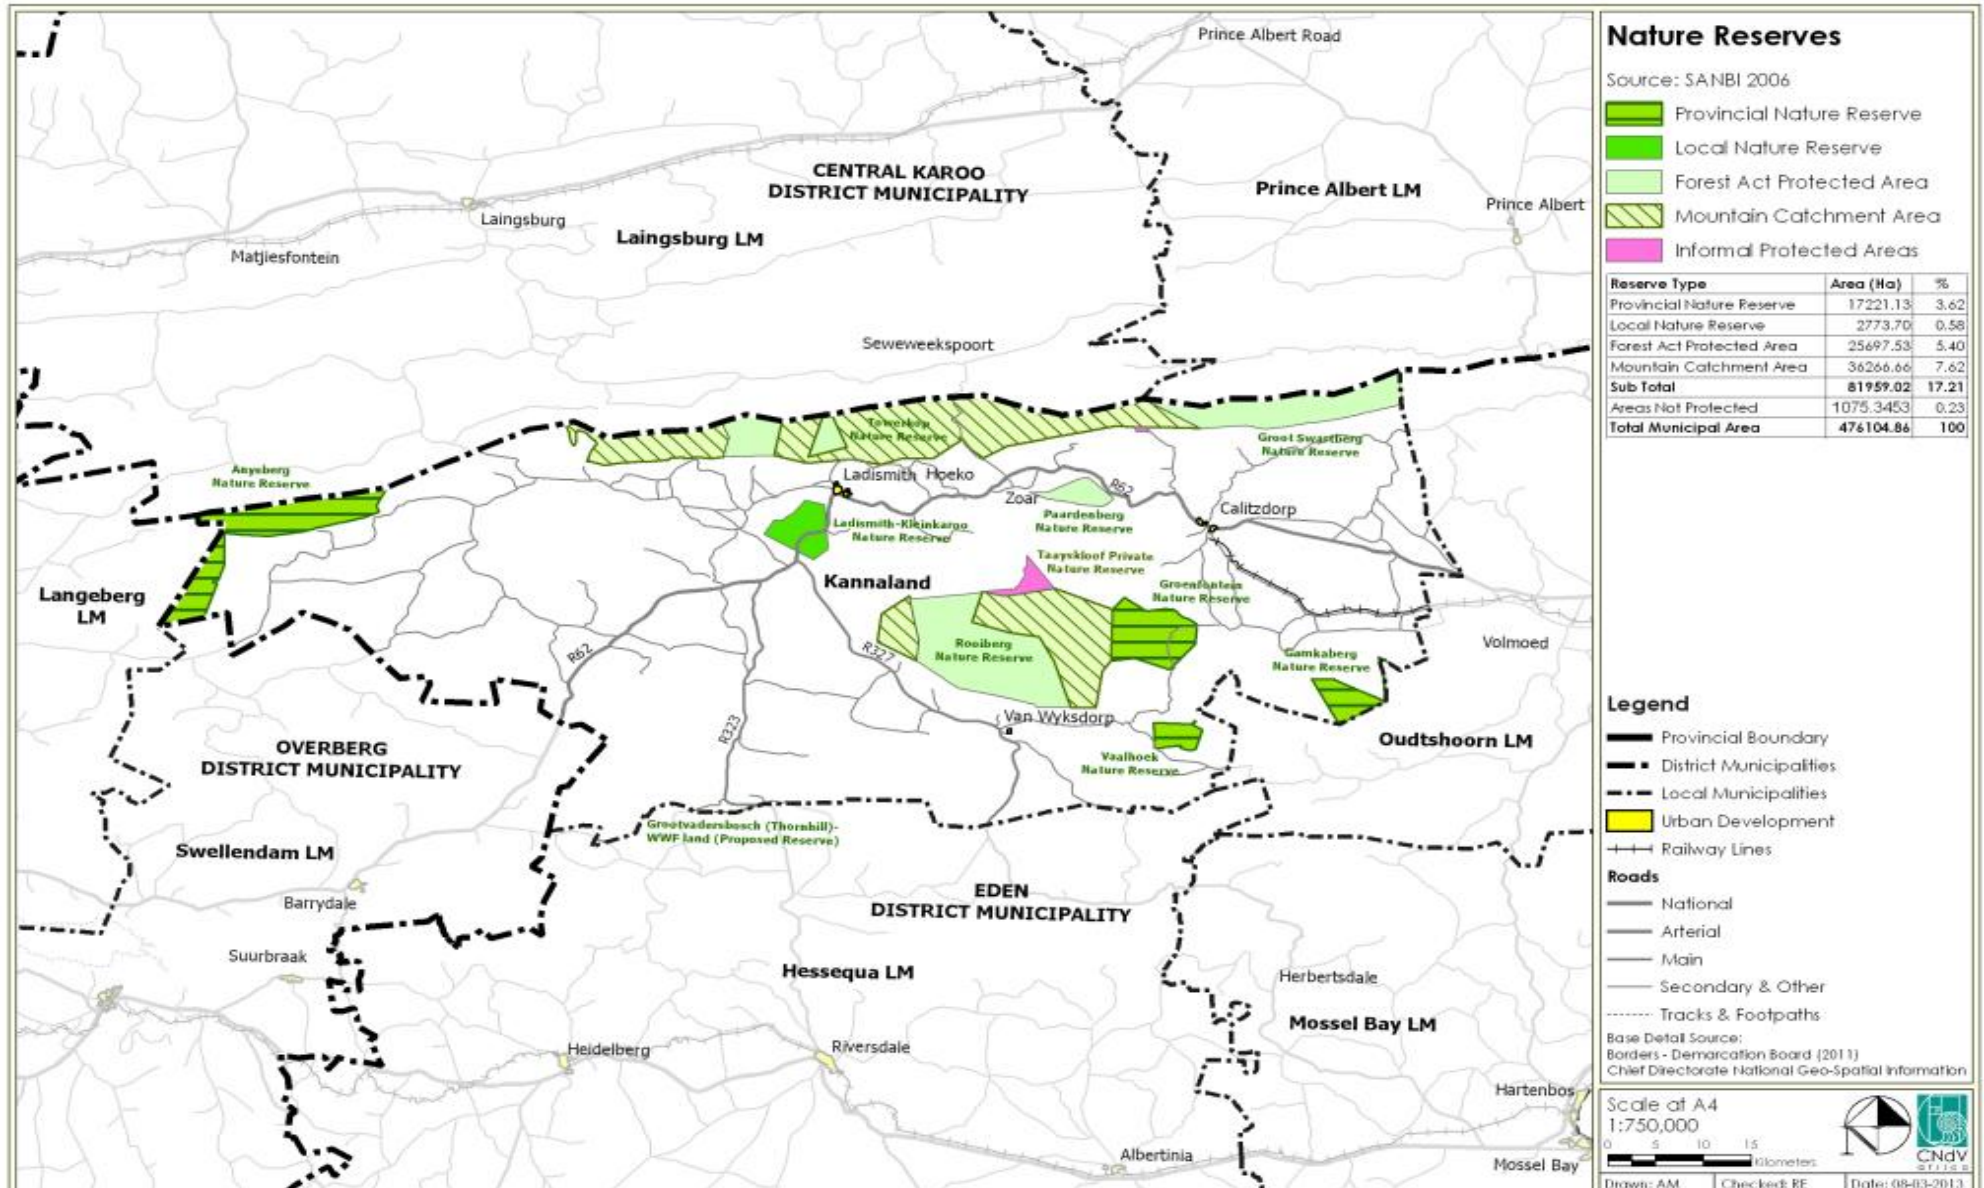 Prince Albert Road
CENTRAL KAROO
DISTRICT MUNICIPALITY
Prince Albert LM
Prince Albert
Laingsburg
Laingsburg LM
Matjiesfontein
Seweweekspoort
Towerkop
Nature Reserve
Groot Swartberg
Nature Reserve
Anysberg
Nature Reserve
Ladismith
Hoeko
Zoar
R62
Calitzdorp
Paardenberg
Nature Reserve
Ladismith-Kleinkaroo
Nature Reserve
Taayskloof Private
Nature Reserve
Kannaland
Groenfontein
Nature Reserve
Langeberg
LM
Rooiberg
Nature Reserve
R62
R327
Volmoed
Gamkaberg
Nature Reserve
Van Wyksdorp
R323
Vaalhoek
Nature Reserve
Oudtshoorn LM
OVERBERG
DISTRICT MUNICIPALITY
Grootvadersbosch (Thornhill)-
WWF land (Proposed Reserve)
Swellendam LM
Barrydale
EDEN
DISTRICT MUNICIPALITY
Suurbraak
Hessequa LM
Herbertsdale
Mossel Bay LM
Heidelberg
Riversdale
Hartenbos
Albertinia
Mossel Bay
Nature Reserves
Source: SANBI 2006
Provincial Nature Reserve
Local Nature Reserve
Forest Act Protected Area
Mountain Catchment Area
Informal Protected Areas
Reserve Type Area (Ha) %
Provincial Nature Reserve 17221.13 3.62
Local Nature Reserve 2773.70 0.58
Forest Act Protected Area 25697.53 5.40
Mountain Catchment Area 36266.66 7.62
Sub Total 81959.02 17.21
Areas Not Protected 1075.3453 0.23
Total Municipal Area 476104.86 100
Legend
Provincial Boundary
District Municipalities
Local Municipalities
Urban Development
Railway Lines
Roads
National
Arterial
Main
Secondary & Other
Tracks & Footpaths
Base Detail Source:
Borders - Demarcation Board (2011)
Chief Directorate National Geo-Spatial Information
Scale at A4
1:750,000
0 5 10 15
Kilometers
CNdV
africa
Drawn: AM Checked: RE Date: 08-03-2013